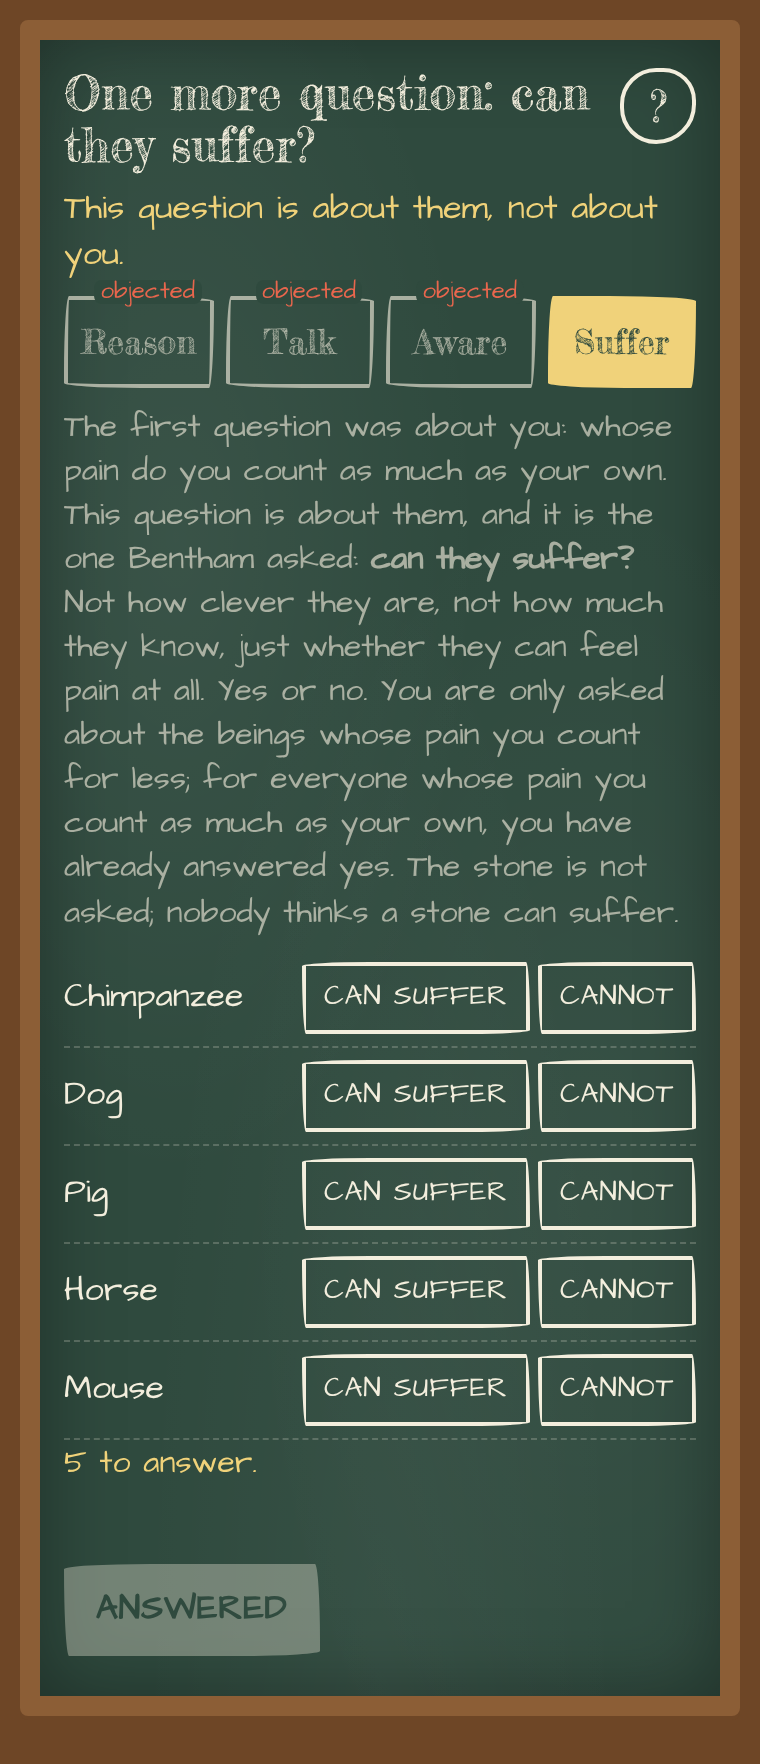 One more question: can
they suffer?
?
This question is about them, not about
you.
objected objected objected
Reason Talk Aware Suffer
The first question was about you: whose
pain do you count as much as your own.
This question is about them, and it is the
one Bentham asked: can they suffer?
Not how clever they are, not how much
they know, just whether they can feel
pain at all. Yes or no. You are only asked
about the beings whose pain you count
for less; for everyone whose pain you
count as much as your own, you have
already answered yes. The stone is not
asked; nobody thinks a stone can suffer.
Chimpanzee CAN SUFFER CANNOT
Dog CAN SUFFER CANNOT
Pig CAN SUFFER CANNOT
Horse CAN SUFFER CANNOT
Mouse CAN SUFFER CANNOT
5 to answer.
ANSWERED